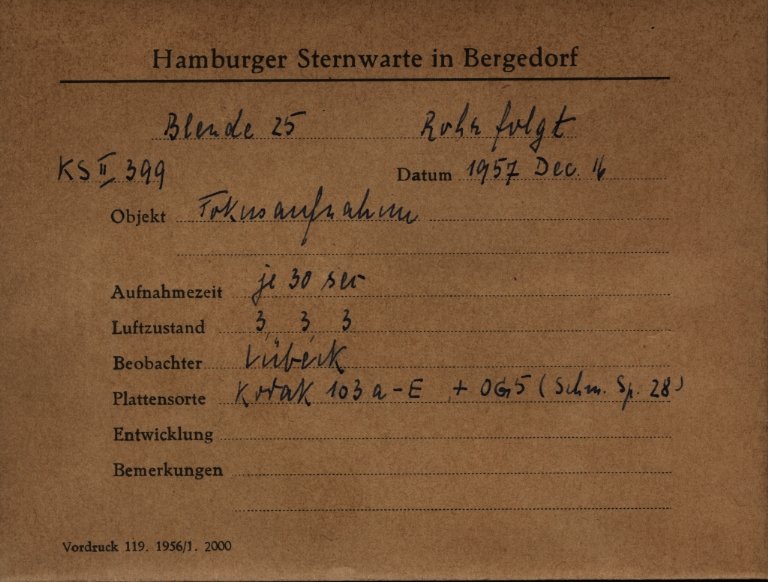 Hamburger Sternwarte in Bergedorf
Blende 25 Rohr folgt
KS II 399 Datum 1957 Dec. 16
Objekt Fokusaufnahme
Aufnahmezeit je 30 sec
Luftzustand 3, 3 3
Beobachter Lübeck
Plattensorte Kodak 103a-E + OG5 (Schm. Sp. 28)
Entwicklung
Bemerkungen
Vordruck 119. 1956/1. 2000